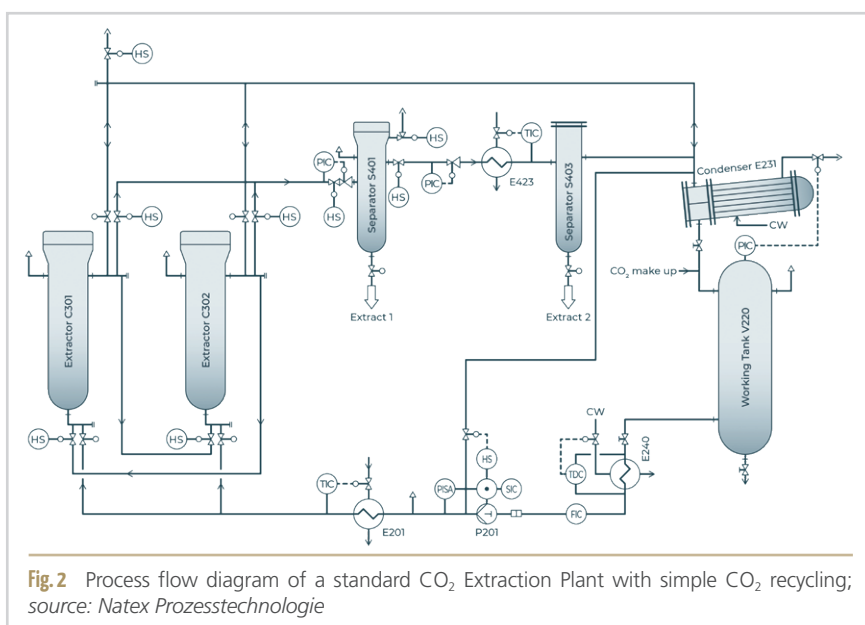 HS
Condenser E231
PIC
Separator S401
HS
TIC
PIC
HS
HS
E423
Separator S403
HS
HS
CW
PIC
CO₂ make up
Extractor C301
Extractor C302
Extract 1
Extract 2
Working Tank V220
CW
HS
HS
HS
E240
TIC
PISA
SIC
TDC
E201
P201
FIC
Fig. 2 Process flow diagram of a standard CO₂ Extraction Plant with simple CO₂ recycling;
source: Natex Prozesstechnologie